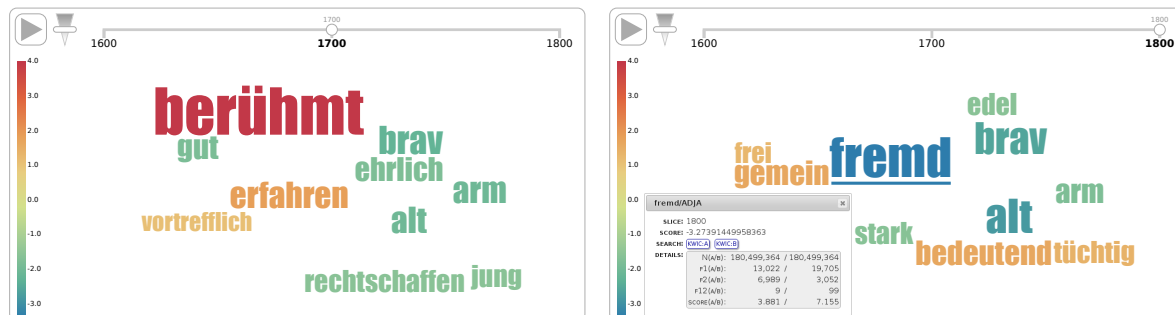 1700
1600 1700 1800
4.0
3.0
2.0
1.0
0.0
-1.0
-2.0
-3.0
berühmt
gut
brav
ehrlich
erfahren
arm
vortrefflich
alt
rechtschaffen
jung
1800
1600 1700 1800
4.0
3.0
2.0
1.0
0.0
-1.0
-2.0
-3.0
edel
brav
frei
fremd
gemein
arm
alt
stark
bedeutend
tüchtig
fremd/ADJA
SLICE: 1800
SCORE: -3.27391449958363
SEARCH: KWIC:A KWIC:B
DETAILS: N(A/B): 180,499,364 / 180,499,364
F1(A/B): 13,022 / 19,705
F2(A/B): 6,989 / 3,052
F12(A/B): 9 / 99
SCORE(A/B): 3.881 / 7.155